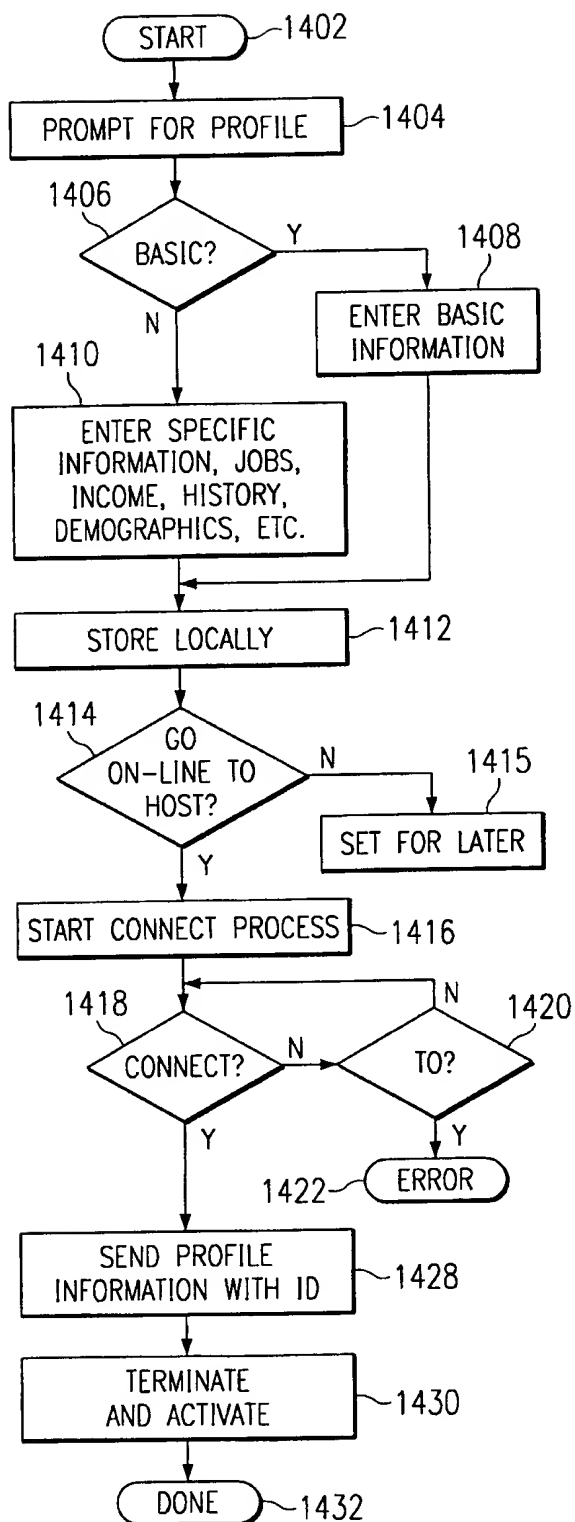 START
1402
PROMPT FOR PROFILE
1404
1406
BASIC?
Y
N
1408
ENTER BASIC
INFORMATION
1410
ENTER SPECIFIC
INFORMATION, JOBS,
INCOME, HISTORY,
DEMOGRAPHICS, ETC.
STORE LOCALLY
1412
1414
GO
ON-LINE TO
HOST?
N
Y
1415
SET FOR LATER
START CONNECT PROCESS
1416
1418
CONNECT?
N
Y
N
1420
TO?
Y
1422
ERROR
SEND PROFILE
INFORMATION WITH ID
1428
TERMINATE
AND ACTIVATE
1430
DONE
1432